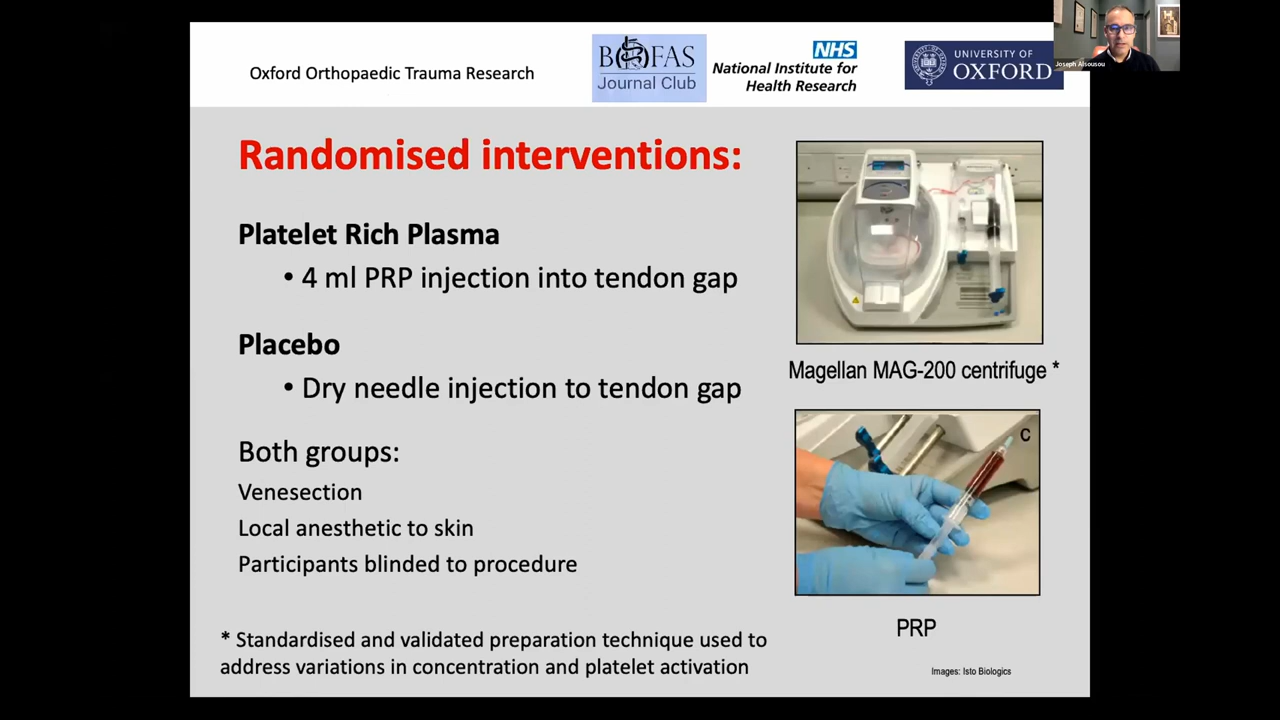 Oxford Orthopaedic Trauma Research
BOFAS
Journal Club
NHS
National Institute for
Health Research
UNIVERSITY OF
OXFORD
Joseph Alsousou
Randomised interventions:
Platelet Rich Plasma
• 4 ml PRP injection into tendon gap
Placebo
• Dry needle injection to tendon gap
Both groups:
Venesection
Local anesthetic to skin
Participants blinded to procedure
* Standardised and validated preparation technique used to
address variations in concentration and platelet activation
Magellan MAG-200 centrifuge *
C
PRP
Images: Isto Biologics